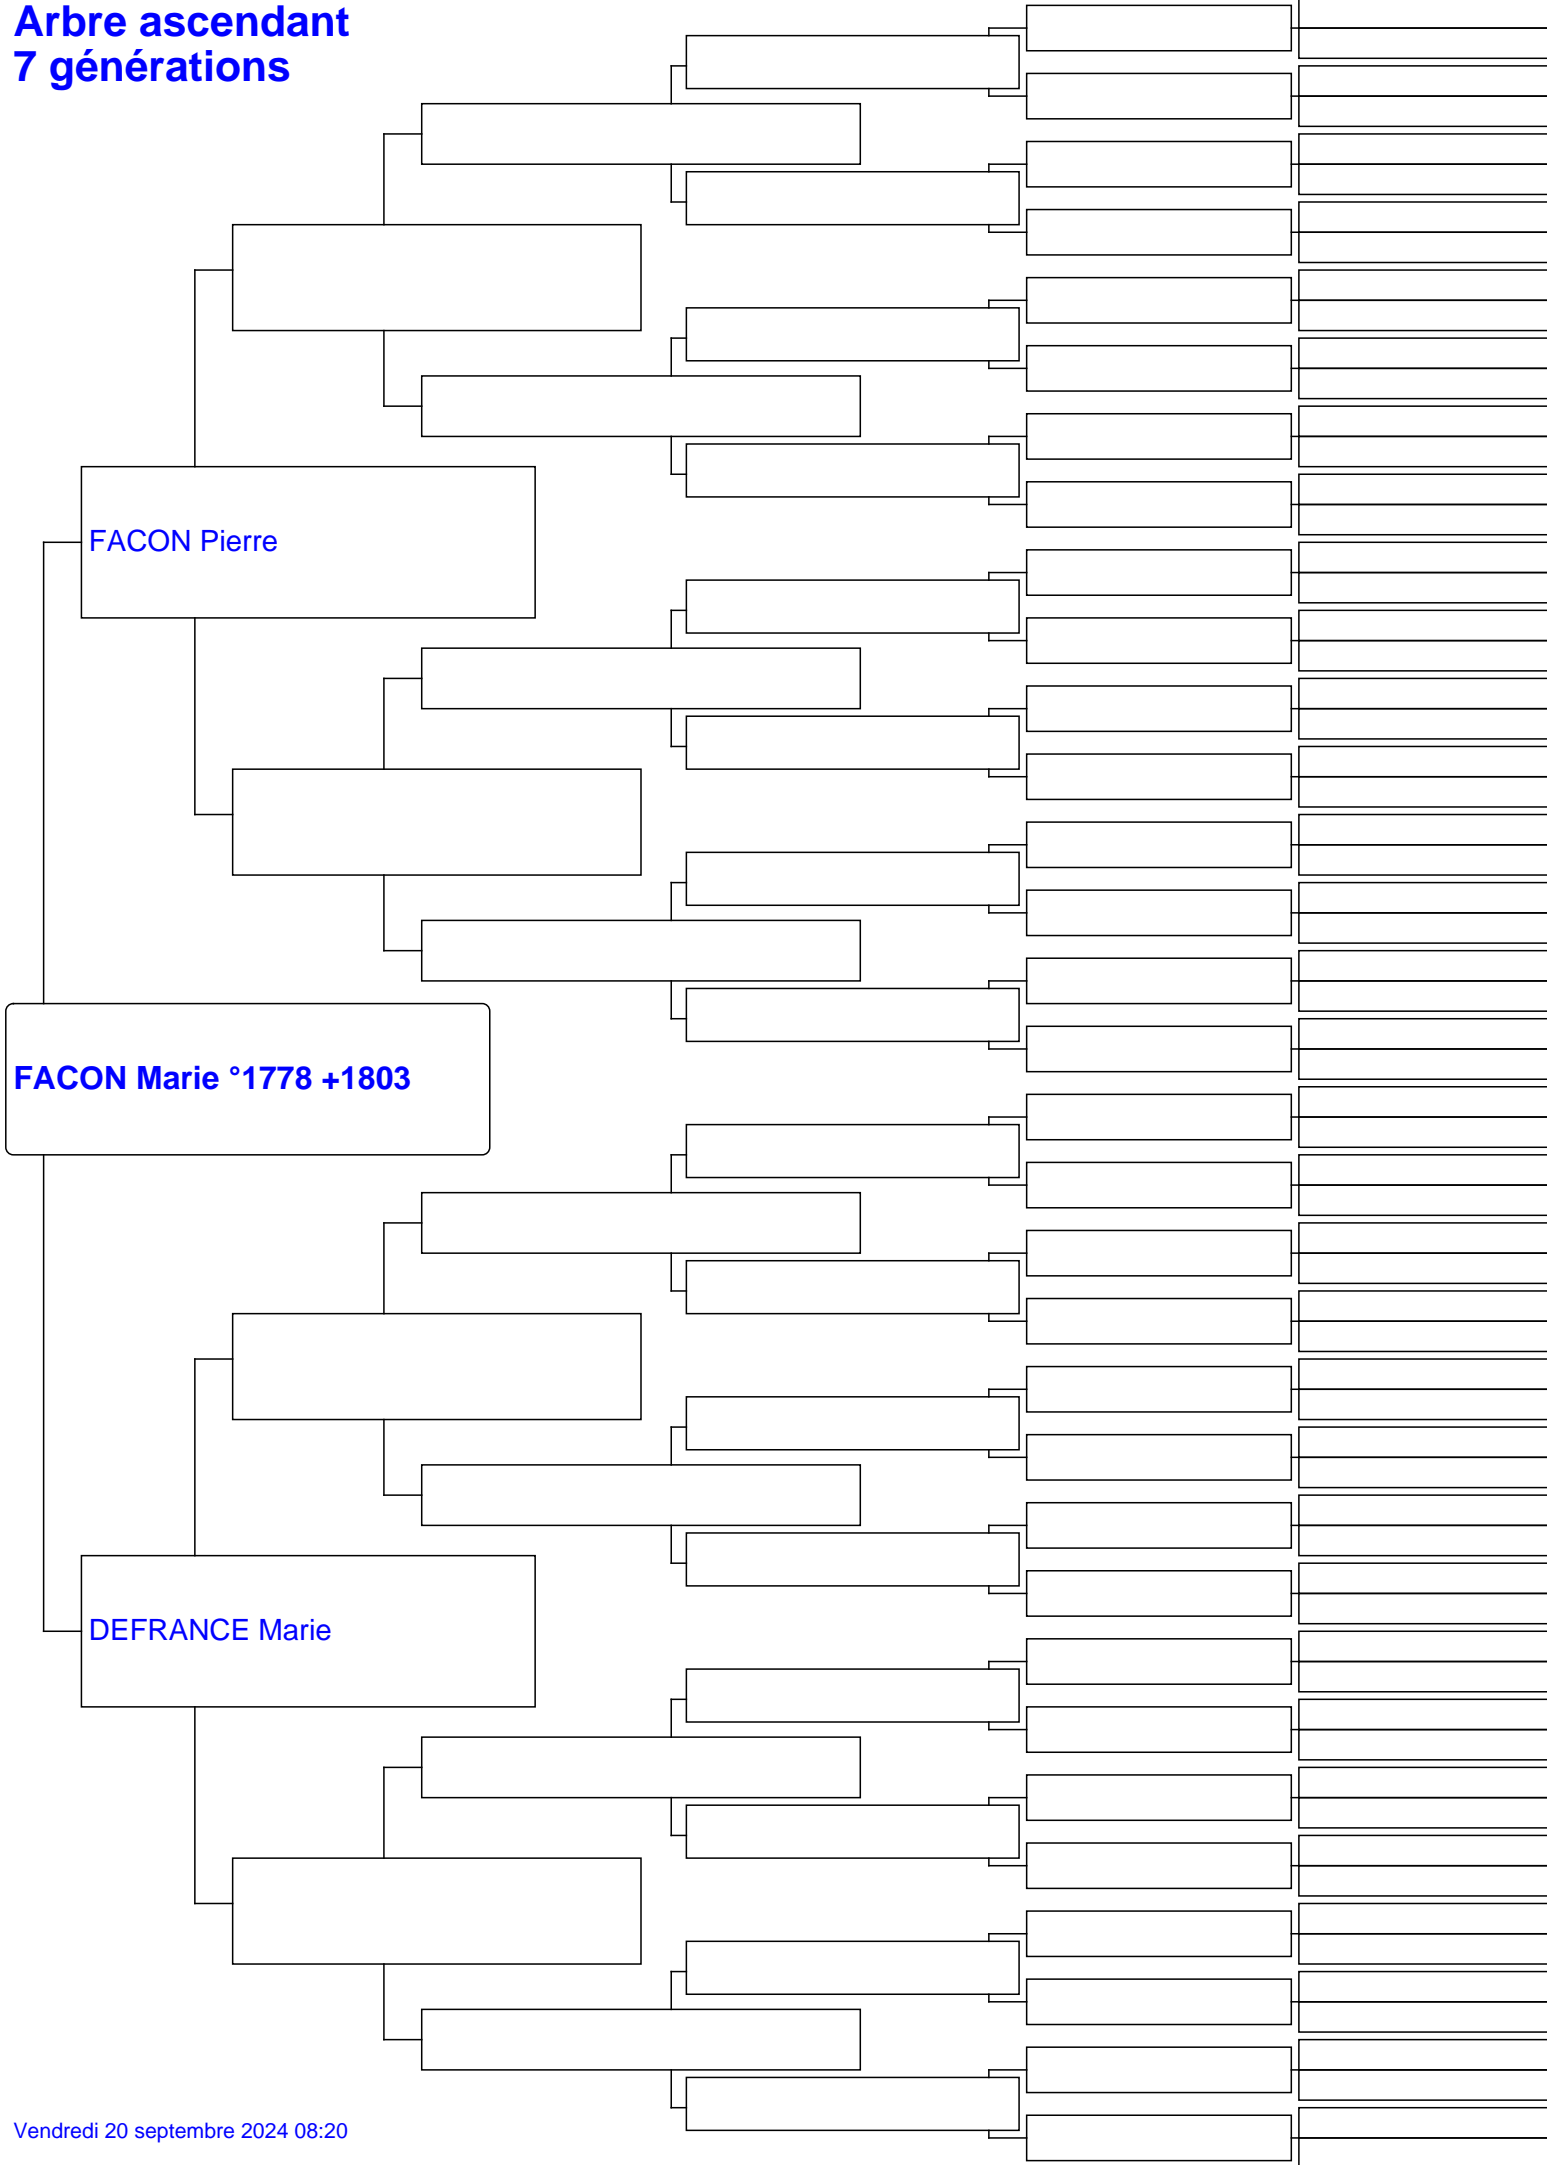 Arbre ascendant
7 générations
FACON Pierre
FACON Marie °1778 +1803
DEFRANCE Marie
Vendredi 20 septembre 2024 08:20